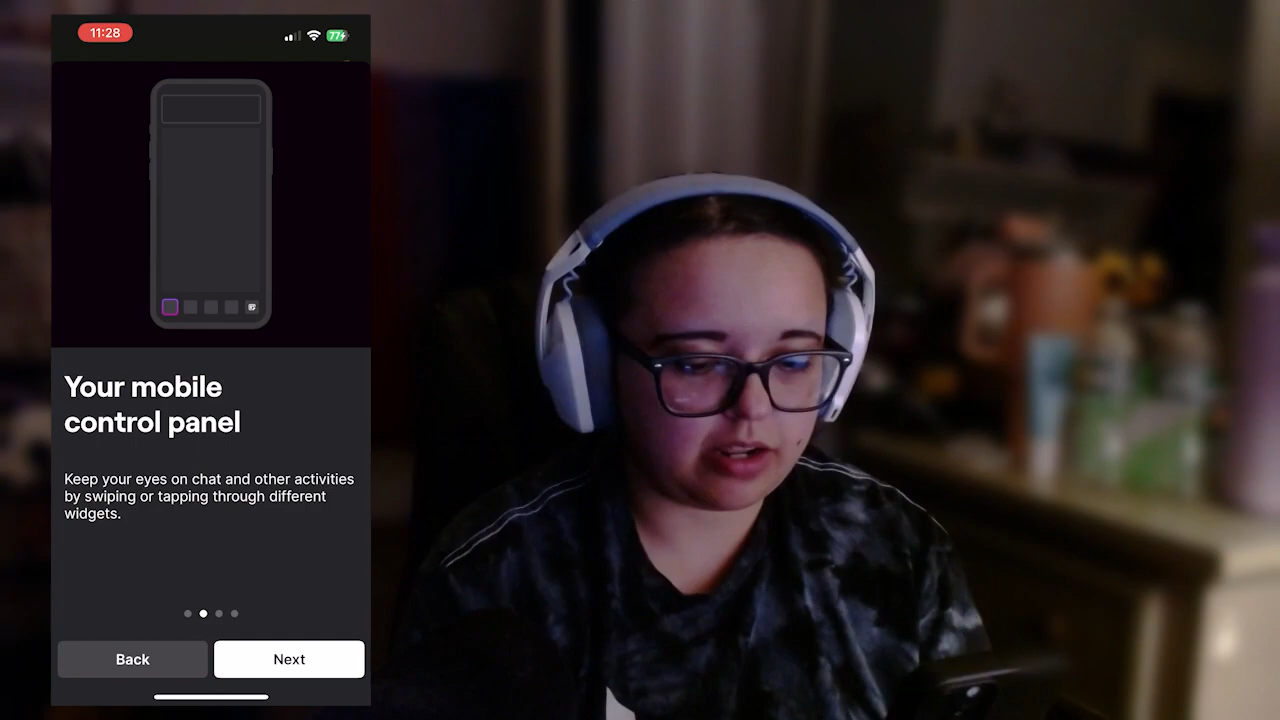 11:28
77
Your mobile
control panel
Keep your eyes on chat and other activities
by swiping or tapping through different
widgets.
Back
Next